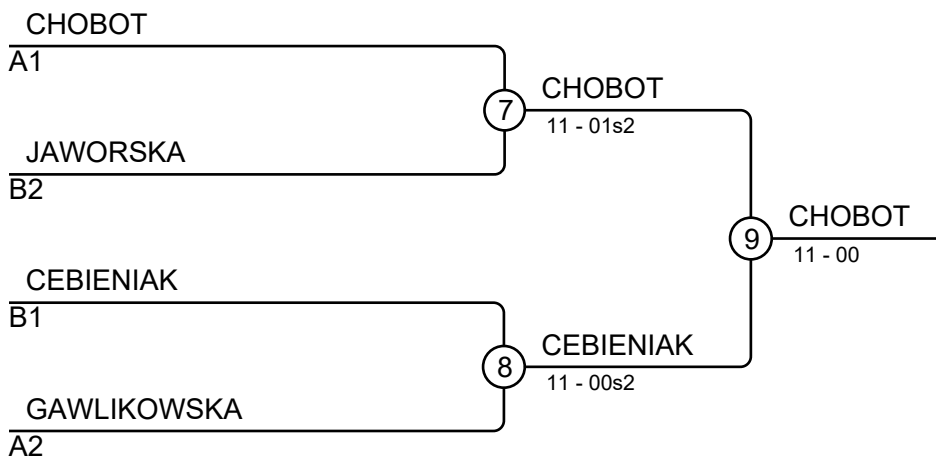 CHOBOT
A1
7
CHOBOT
11 - 01s2
JAWORSKA
B2
9
CHOBOT
11 - 00
CEBIENIAK
B1
8
CEBIENIAK
11 - 00s2
GAWLIKOWSKA
A2